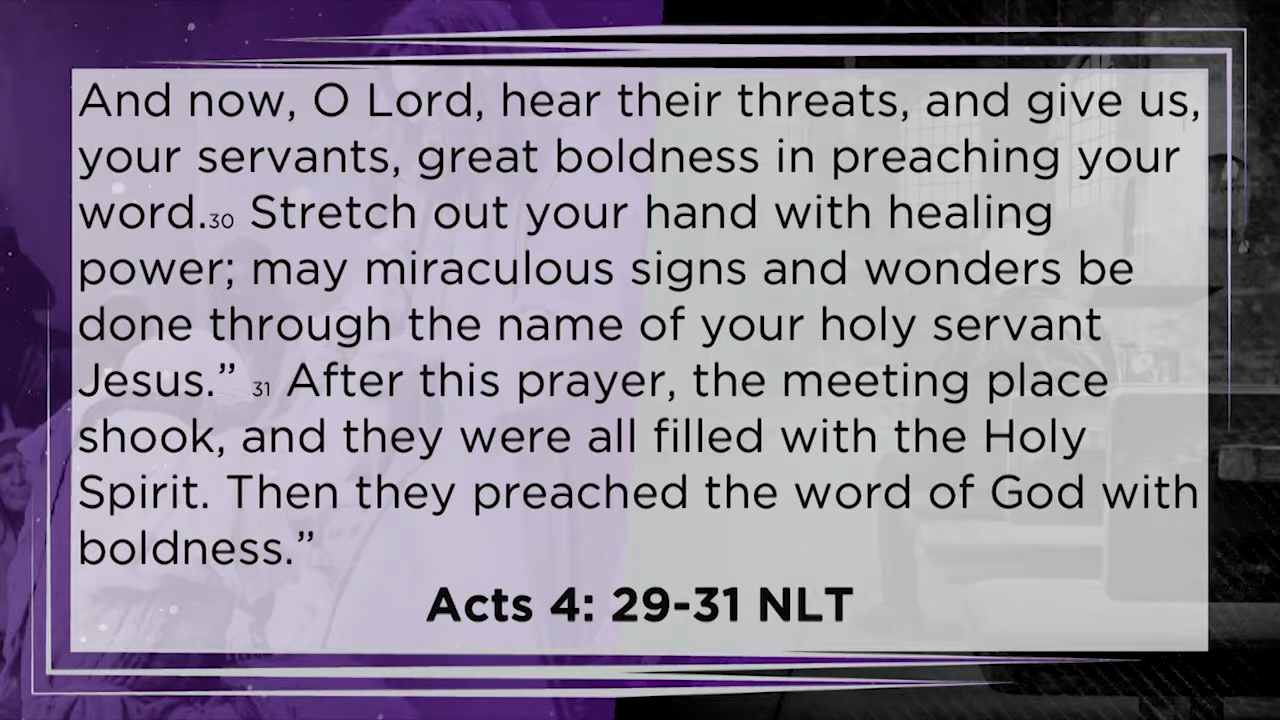 And now, O Lord, hear their threats, and give us,
your servants, great boldness in preaching your
word.30 Stretch out your hand with healing
power; may miraculous signs and wonders be
done through the name of your holy servant
Jesus.” 31 After this prayer, the meeting place
shook, and they were all filled with the Holy
Spirit. Then they preached the word of God with
boldness.”
Acts 4: 29-31 NLT